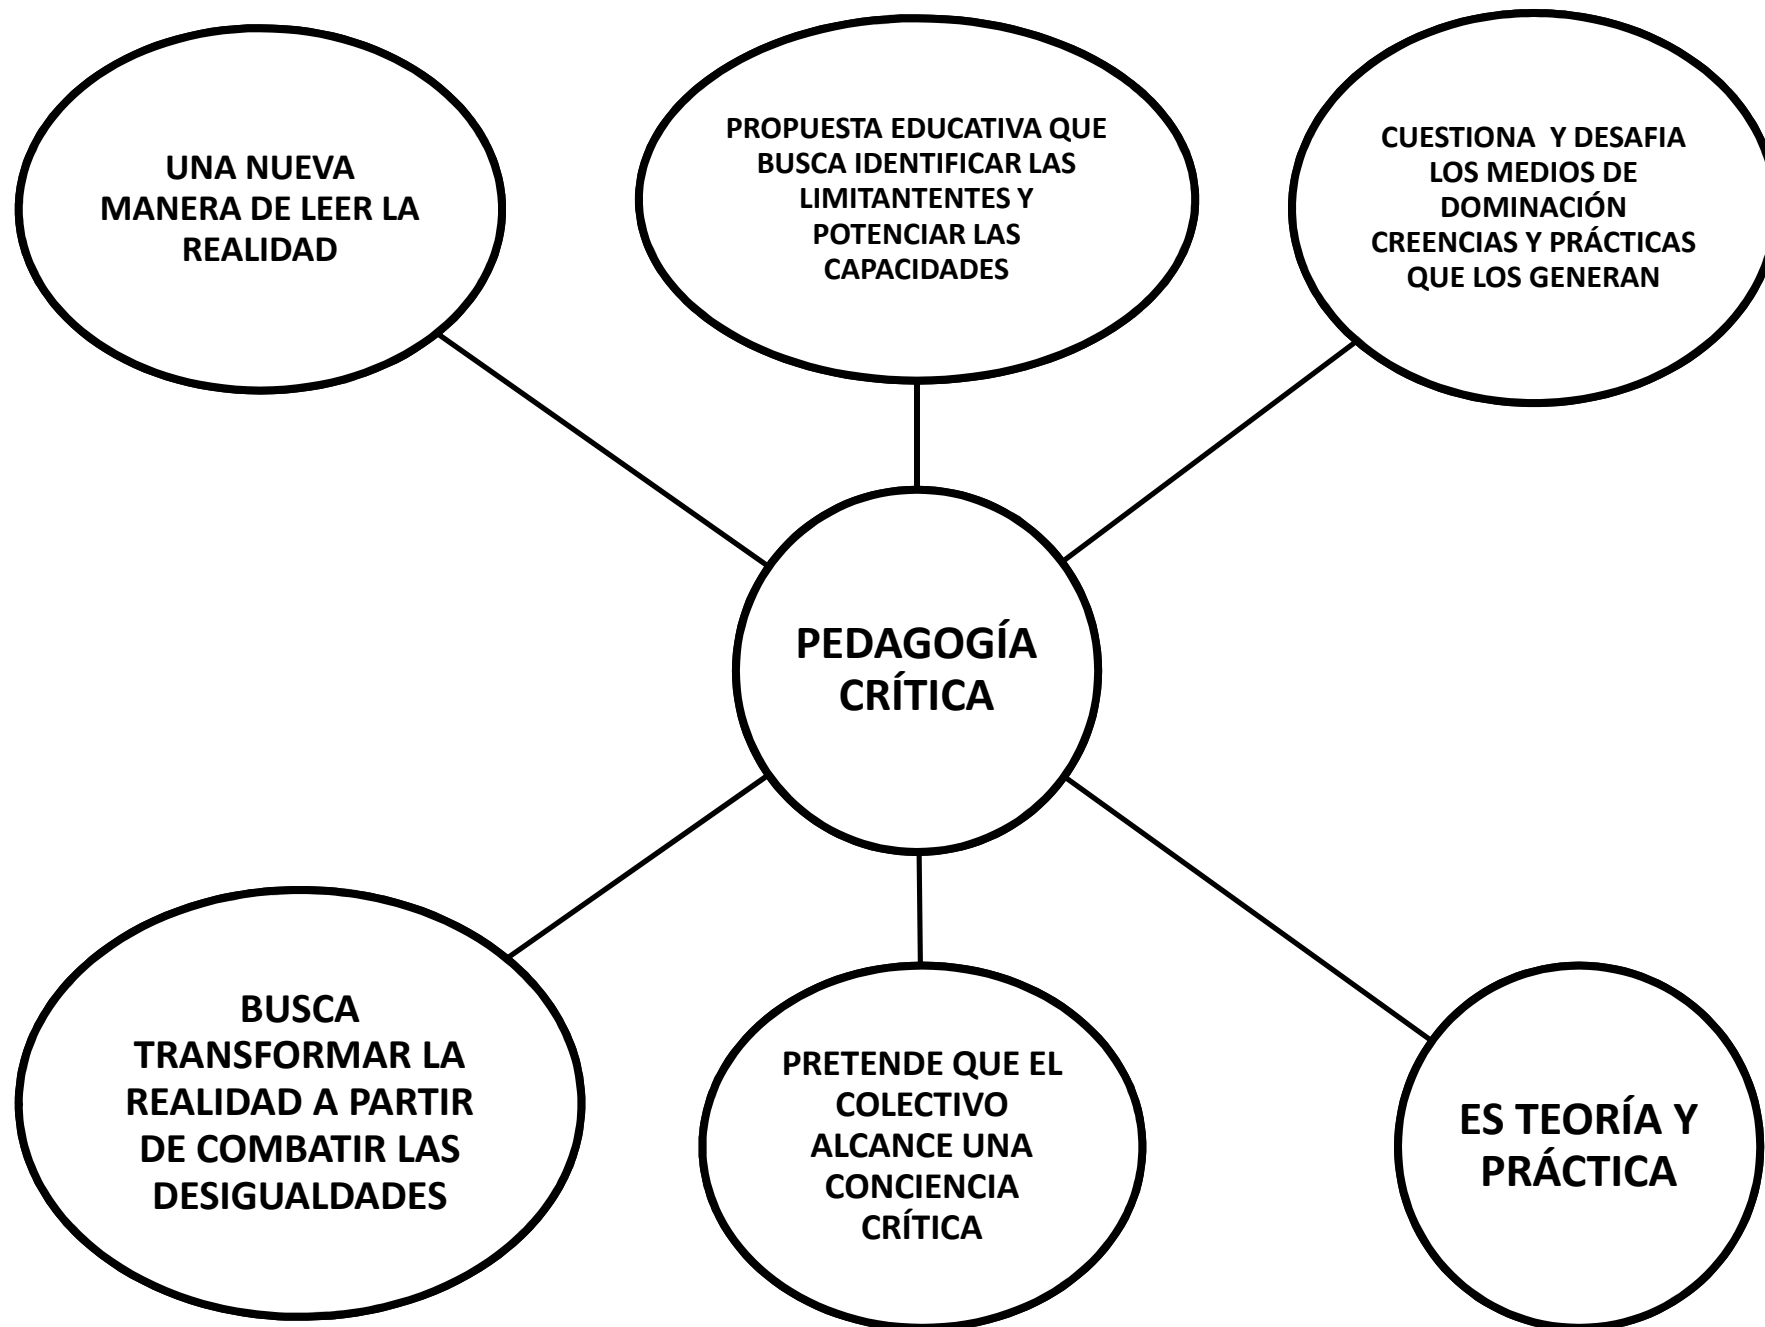 UNA NUEVA
MANERA DE LEER LA
REALIDAD
PROPUESTA EDUCATIVA QUE
BUSCA IDENTIFICAR LAS
LIMITANTENTES Y
POTENCIAR LAS
CAPACIDADES
CUESTIONA Y DESAFIA
LOS MEDIOS DE
DOMINACIÓN
CREENCIAS Y PRÁCTICAS
QUE LOS GENERAN
PEDAGOGÍA
CRÍTICA
BUSCA
TRANSFORMAR LA
REALIDAD A PARTIR
DE COMBATIR LAS
DESIGUALDADES
PRETENDE QUE EL
COLECTIVO
ALCANCE UNA
CONCIENCIA
CRÍTICA
ES TEORÍA Y
PRÁCTICA